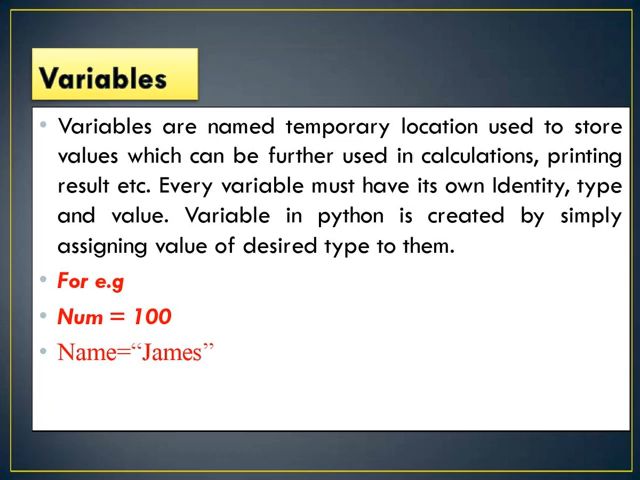 Variables
• Variables are named temporary location used to store
values which can be further used in calculations, printing
result etc. Every variable must have its own Identity, type
and value. Variable in python is created by simply
assigning value of desired type to them.
• For e.g
• Num = 100
• Name=“James”